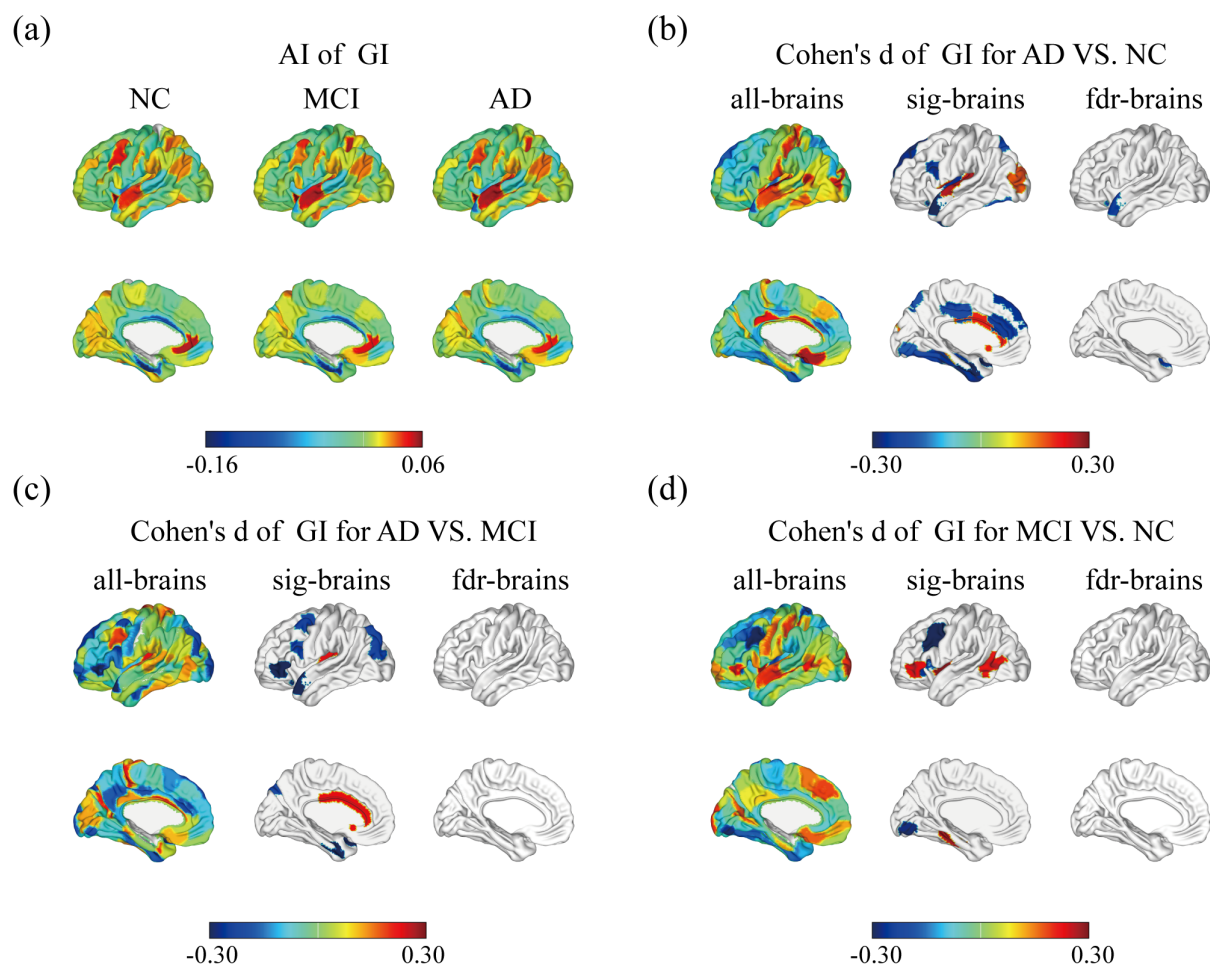 (a)
AI of GI
NC MCI AD
-0.16 0.06
(b)
Cohen's d of GI for AD VS. NC
all-brains sig-brains fdr-brains
-0.30 0.30
(c)
Cohen's d of GI for AD VS. MCI
all-brains sig-brains fdr-brains
-0.30 0.30
(d)
Cohen's d of GI for MCI VS. NC
all-brains sig-brains fdr-brains
-0.30 0.30